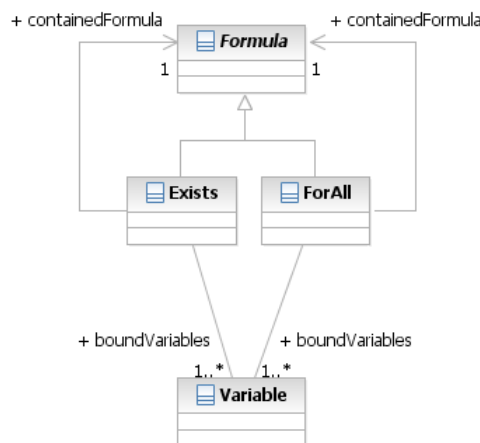 + containedFormula
+ containedFormula
Formula
1
1
Exists
ForAll
+ boundVariables
+ boundVariables
1..*
1..*
Variable